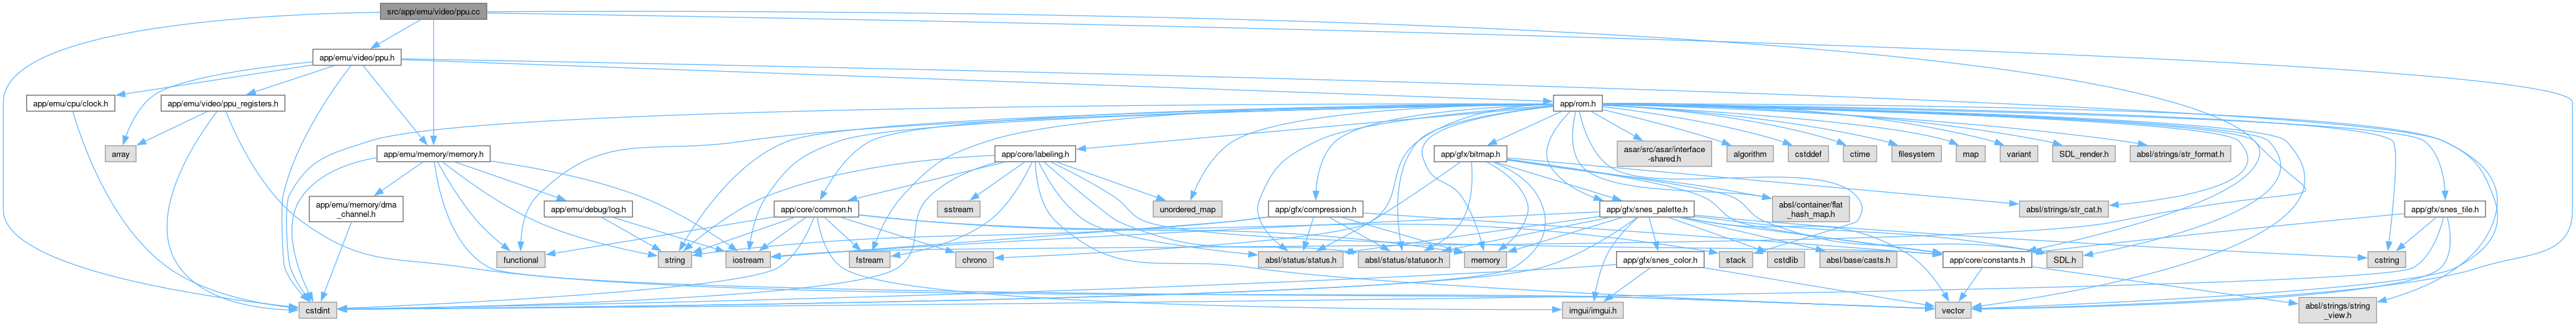 src/app/emu/video/ppu.cc
app/emu/video/ppu.h
app/emu/cpu/clock.h
app/emu/video/ppu_registers.h
app/rom.h
array
app/emu/memory/memory.h
app/core/labeling.h
app/gfx/bitmap.h
asar/src/asar/interface
-shared.h
algorithm
cstddef
ctime
filesystem
map
variant
SDL_render.h
absl/strings/str_format.h
app/emu/memory/dma
_channel.h
app/emu/debug/log.h
app/core/common.h
sstream
unordered_map
app/gfx/compression.h
app/gfx/snes_palette.h
absl/container/flat
_hash_map.h
absl/strings/str_cat.h
app/gfx/snes_tile.h
functional
string
iostream
fstream
chrono
absl/status/status.h
absl/status/statusor.h
memory
app/gfx/snes_color.h
stack
cstdlib
absl/base/casts.h
app/core/constants.h
SDL.h
cstring
cstdint
imgui/imgui.h
vector
absl/strings/string
_view.h